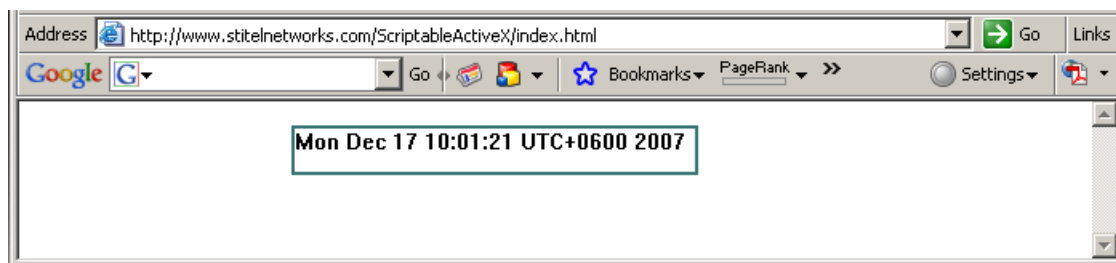 Address http://www.stitelnetworks.com/ScriptableActiveX/index.html Go Links
Google G Go Bookmarks PageRank » Settings
Mon Dec 17 10:01:21 UTC+0600 2007